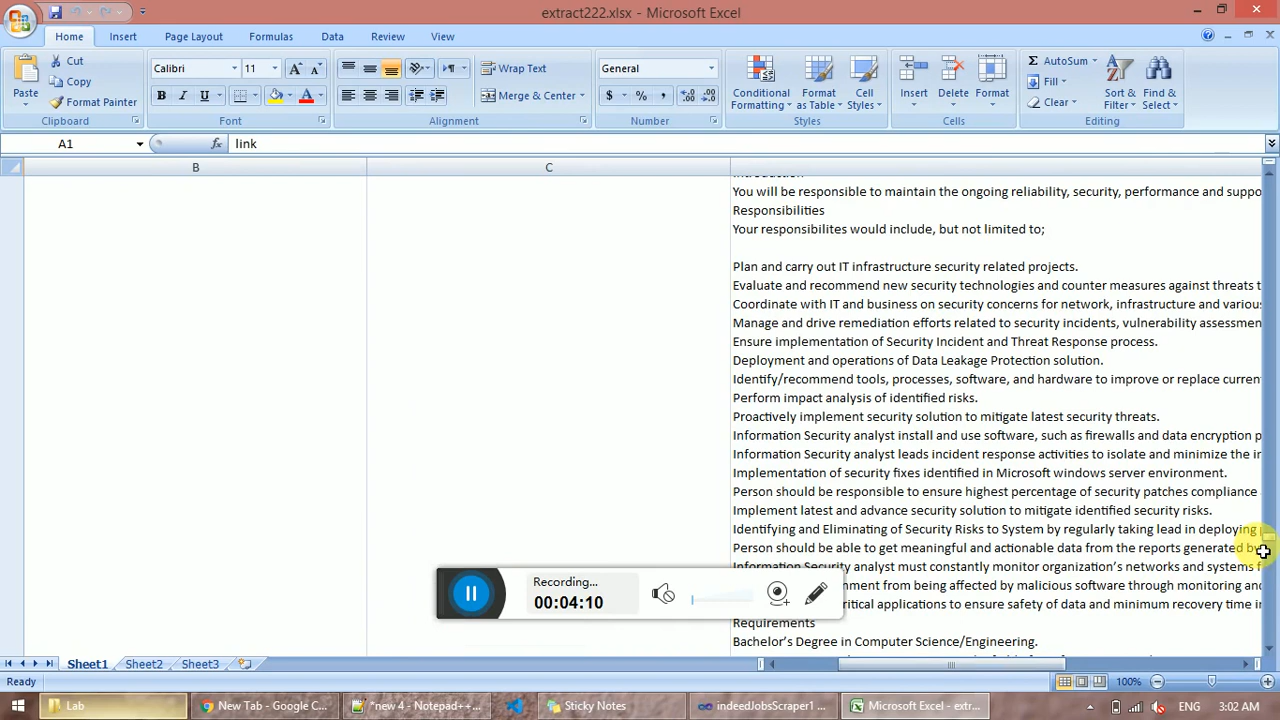 extract222.xlsx - Microsoft Excel
Home Insert Page Layout Formulas Data Review View
Cut Calibri 11 Wrap Text General AutoSum
Paste Copy Conditional Formatting Format as Table Cell Styles Insert Delete Format Fill Sort & Filter Find & Select
Format Painter B I U Merge & Center $ % , Clear
Clipboard Font Alignment Number Styles Cells Editing
A1 fx link
B C
Introduction
You will be responsible to maintain the ongoing reliability, security, performance and suppo
Responsibilities
Your responsibilites would include, but not limited to;
Plan and carry out IT infrastructure security related projects.
Evaluate and recommend new security technologies and counter measures against threats t
Coordinate with IT and business on security concerns for network, infrastructure and various
Manage and drive remediation efforts related to security incidents, vulnerability assessmen
Ensure implementation of Security Incident and Threat Response process.
Deployment and operations of Data Leakage Protection solution.
Identify/recommend tools, processes, software, and hardware to improve or replace curren
Perform impact analysis of identified risks.
Proactively implement security solution to mitigate latest security threats.
Information Security analyst install and use software, such as firewalls and data encryption p
Information Security analyst leads incident response activities to isolate and minimize the in
Implementation of security fixes identified in Microsoft windows server environment.
Person should be responsible to ensure highest percentage of security patches compliance
Implement latest and advance security solution to mitigate identified security risks.
Identifying and Eliminating of Security Risks to System by regularly taking lead in deploying
Person should be able to get meaningful and actionable data from the reports generated by
Information Security analyst must constantly monitor organization's networks and systems f
nment from being affected by malicious software through monitoring and
ritical applications to ensure safety of data and minimum recovery time i
Recording...
00:04:10
Requirements
Bachelor's Degree in Computer Science/Engineering.
Sheet1 Sheet2 Sheet3
Ready 100%
Lab New Tab - Google C... *new 4 - Notepad++... Sticky Notes indeedJobsScraper1 ... Microsoft Excel - extr... ENG 3:02 AM